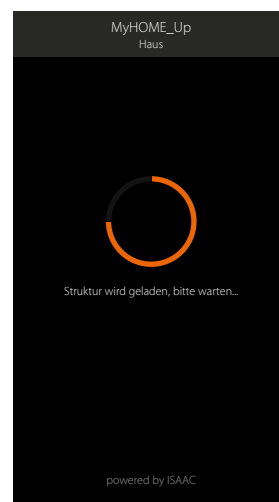 MyHOME_Up
Haus
Struktur wird geladen, bitte warten...
powered by ISAAC